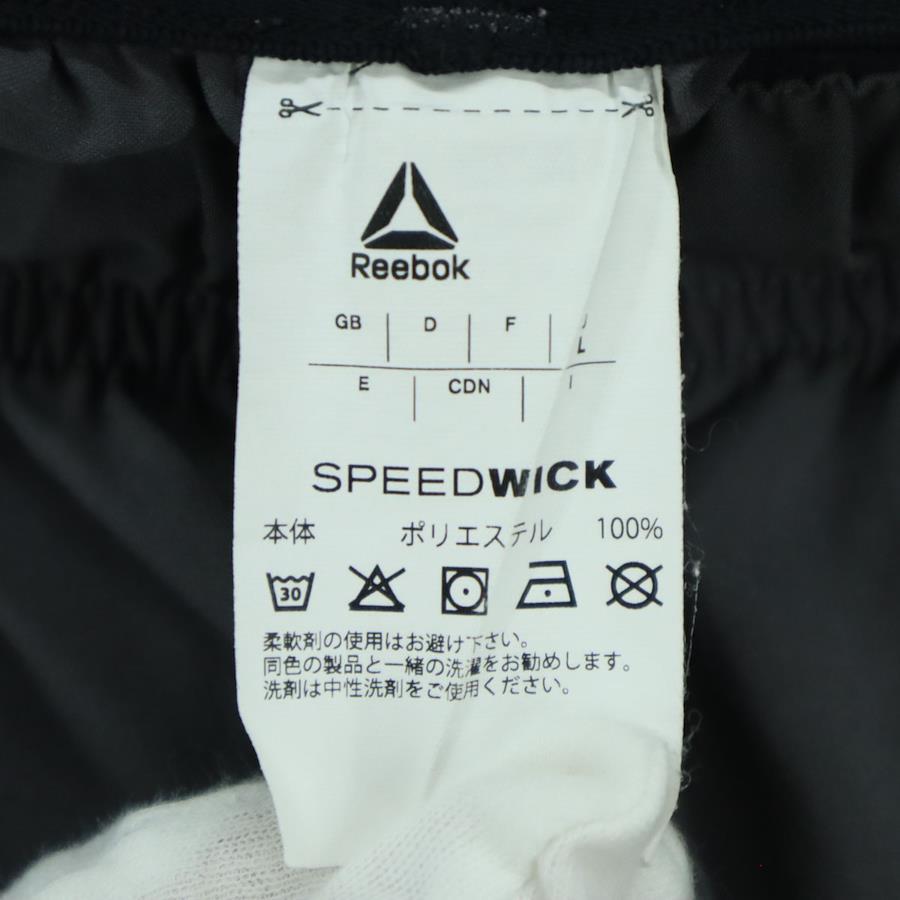 Reebok
GB D F
L
E CDN
SPEEDWICK
本体 ポリエステル 100%
30
柔軟剤の使用はお避け下さい。
同色の製品と一緒の洗濯をお勧めします。
洗剤は中性洗剤をご使用ください。